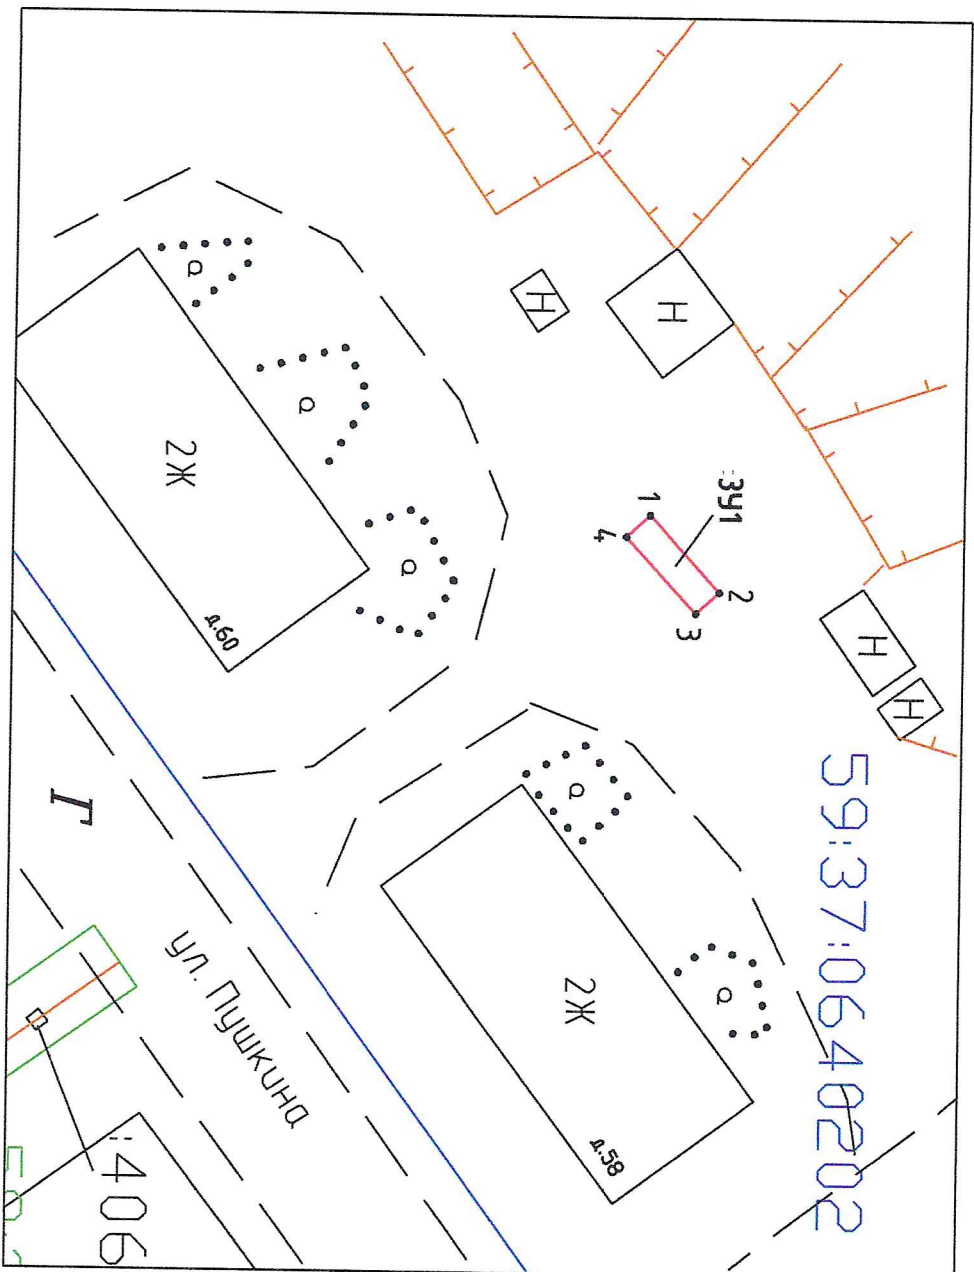 Н
Н
:ЗУ1
1
2
3
4
Н
Н
59:37:0640202
а
а
а
2Ж
д.60
а
а
2Ж
д.58
Г
ул. Пушкина
:406